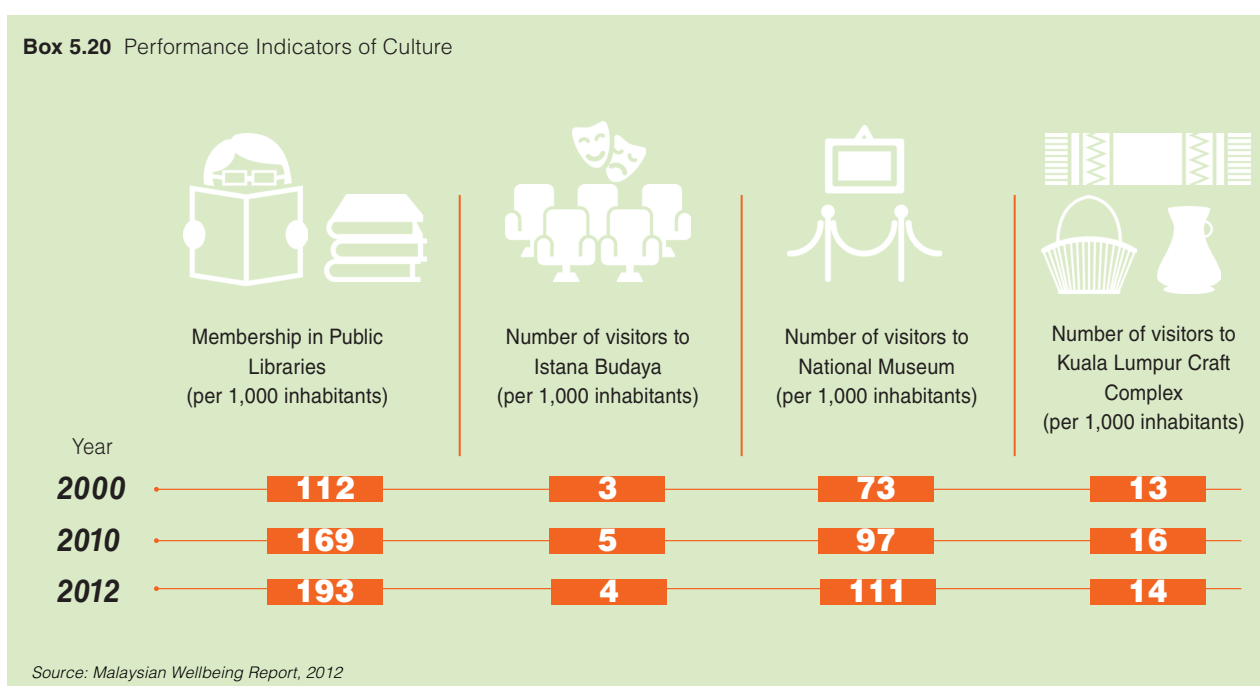 Box 5.20 Performance Indicators of Culture
Membership in Public
Libraries
(per 1,000 inhabitants)
Number of visitors to
Istana Budaya
(per 1,000 inhabitants)
Number of visitors to
National Museum
(per 1,000 inhabitants)
Number of visitors to
Kuala Lumpur Craft
Complex
(per 1,000 inhabitants)
Year
2000 112 3 73 13
2010 169 5 97 16
2012 193 4 111 14
Source: Malaysian Wellbeing Report, 2012